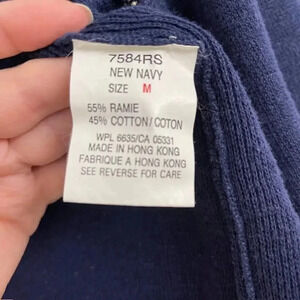 7584RS
NEW NAVY
SIZE M
55% RAMIE
45% COTTON/COTON
WPL 6635/CA 05331
MADE IN HONG KONG
FABRIQUE A HONG KONG
SEE REVERSE FOR CARE